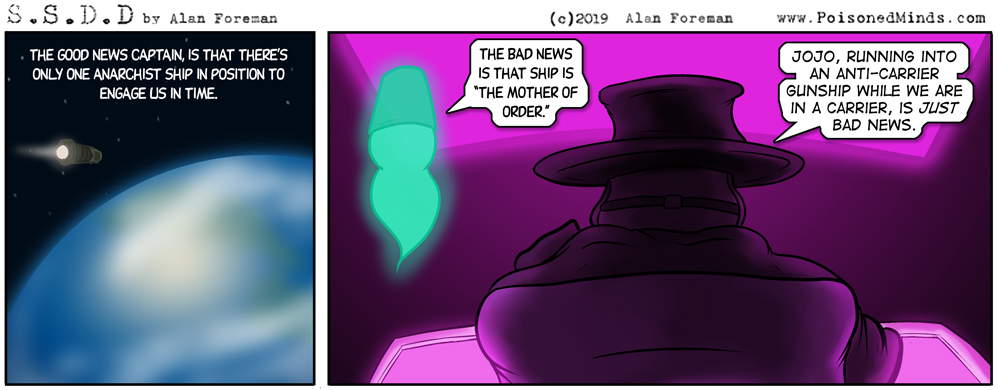 S.S.D.D by Alan Foreman
(c)2019 Alan Foreman
www.PoisonedMinds.com
THE GOOD NEWS CAPTAIN, IS THAT THERE'S
ONLY ONE ANARCHIST SHIP IN POSITION TO
ENGAGE US IN TIME.
THE BAD NEWS
IS THAT SHIP IS
"THE MOTHER OF
ORDER."
JOJO, RUNNING INTO
AN ANTI-CARRIER
GUNSHIP WHILE WE ARE
IN A CARRIER, IS JUST
BAD NEWS.